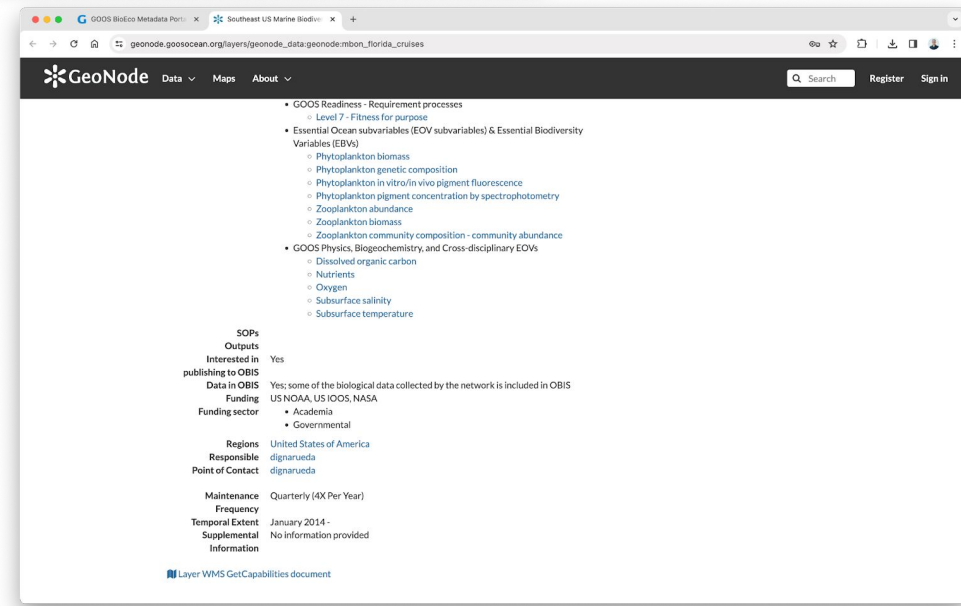 GOOS BioEco Metadata Porta
Southeast US Marine Biodive
geonode.goosocean.org/layers/geonode_data:geonode:mbon_florida_cruises
GeoNode Data Maps About Search Register Sign in
GOOS Readiness - Requirement processes
Level 7 - Fitness for purpose
Essential Ocean subvariables (EOV subvariables) & Essential Biodiversity
Variables (EBVs)
Phytoplankton biomass
Phytoplankton genetic composition
Phytoplankton in vitro/in vivo pigment fluorescence
Phytoplankton pigment concentration by spectrophotometry
Zooplankton abundance
Zooplankton biomass
Zooplankton community composition - community abundance
GOOS Physics, Biogeochemistry, and Cross-disciplinary EOVs
Dissolved organic carbon
Nutrients
Oxygen
Subsurface salinity
Subsurface temperature
SOPs
Outputs
Interested in Yes
publishing to OBIS
Data in OBIS Yes; some of the biological data collected by the network is included in OBIS
Funding US NOAA, US IOOS, NASA
Funding sector Academia
Governmental
Regions United States of America
Responsible dignarueda
Point of Contact dignarueda
Maintenance Quarterly (4X Per Year)
Frequency
Temporal Extent January 2014 -
Supplemental No information provided
Information
Layer WMS GetCapabilities document